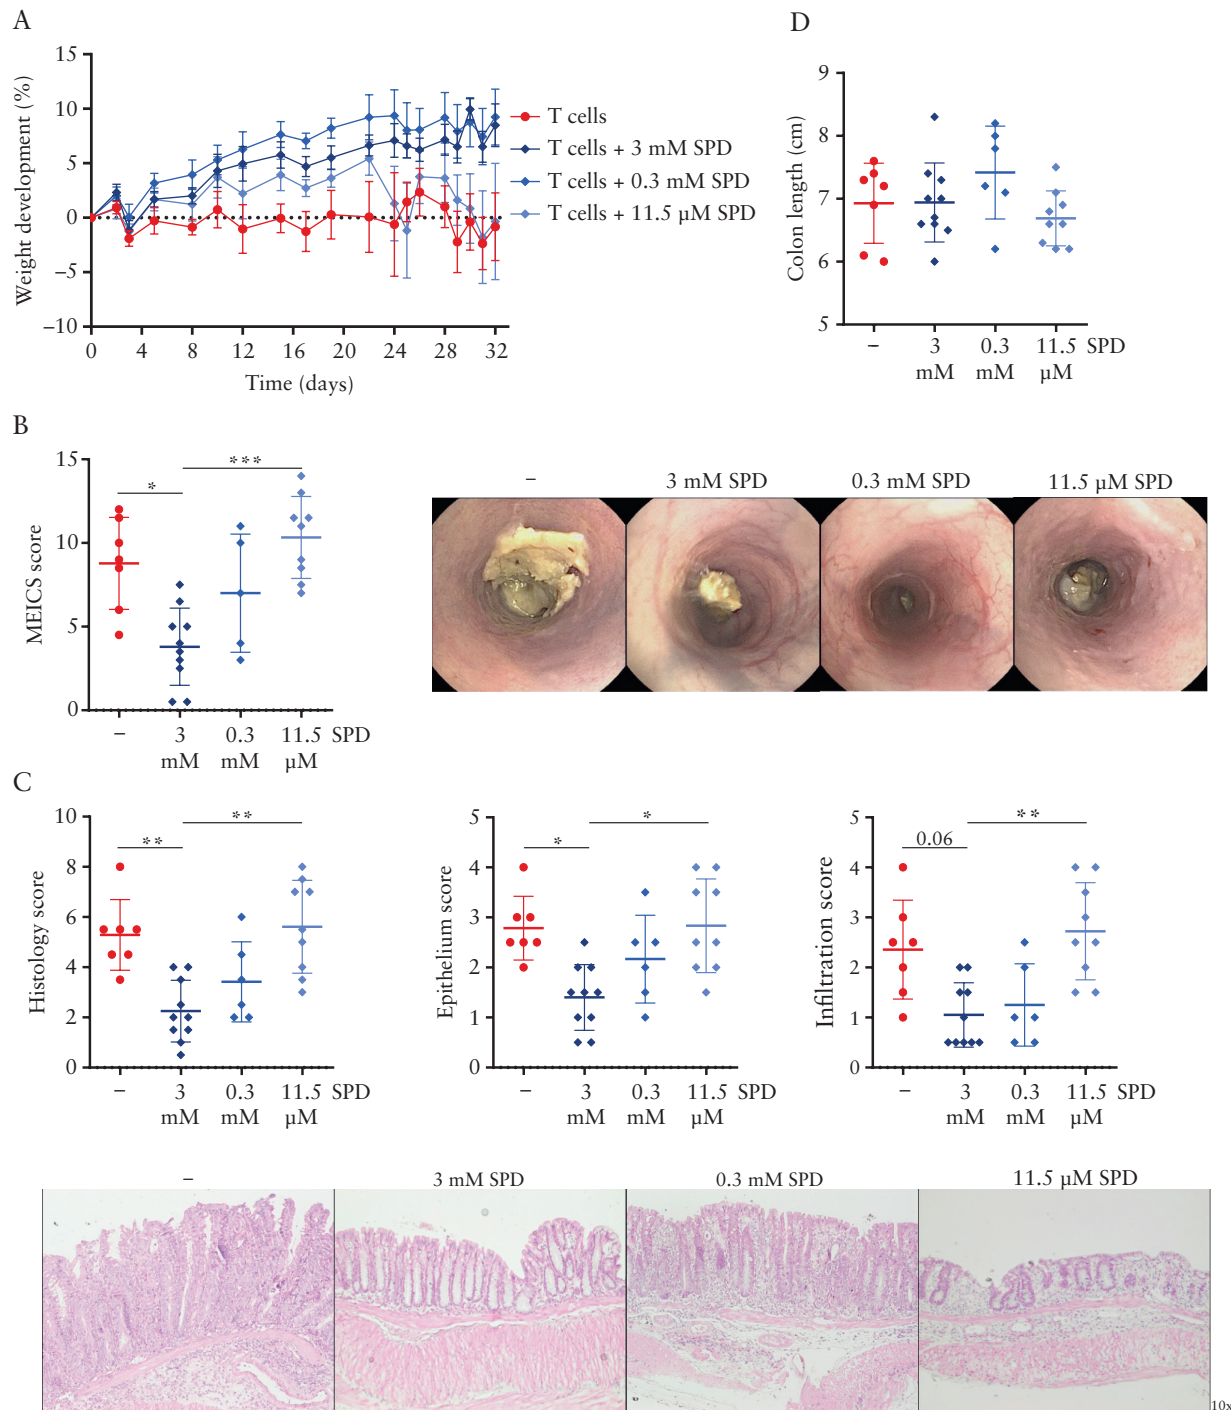 A
Weight development (%)
15
10
5
0
−5
−10
0 4 8 12 16 20 24 28 32
Time (days)
T cells
T cells + 3 mM SPD
T cells + 0.3 mM SPD
T cells + 11.5 µM SPD
D
Colon length (cm)
9
8
7
6
5
− 3 0.3 11.5 SPD
mM mM µM
B
MEICS score
15
10
5
0
* ***
− 3 0.3 11.5 SPD
mM mM µM
− 3 mM SPD 0.3 mM SPD 11.5 µM SPD
C
Histology score
10
8
6
4
2
0
** **
− 3 0.3 11.5 SPD
mM mM µM
Epithelium score
5
4
3
2
1
0
* *
− 3 0.3 11.5 SPD
mM mM µM
Infiltration score
5
4
3
2
1
0
0.06 **
− 3 0.3 11.5 SPD
mM mM µM
− 3 mM SPD 0.3 mM SPD 11.5 µM SPD
10x